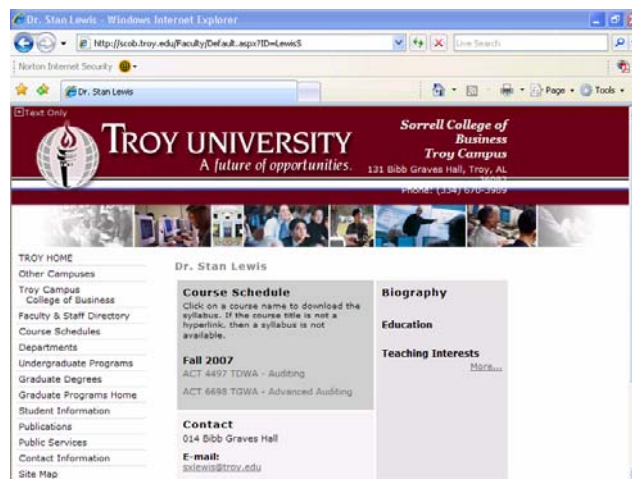 Dr. Stan Lewis - Windows Internet Explorer
http://scob.troy.edu/Faculty/Default.aspx?ID=LewisS
Live Search
Norton Internet Security
Dr. Stan Lewis
Page
Tools
Text Only
TROY UNIVERSITY
A future of opportunities.
Sorrell College of
Business
Troy Campus
131 Bibb Graves Hall, Troy, AL
Phone: (334) 670-3989
TROY HOME
Other Campuses
Troy Campus
College of Business
Faculty & Staff Directory
Course Schedules
Departments
Undergraduate Programs
Graduate Degrees
Graduate Programs Home
Student Information
Publications
Public Services
Contact Information
Site Map
Dr. Stan Lewis
Course Schedule
Click on a course name to download the
syllabus. If the course title is not a
hyperlink, then a syllabus is not
available.
Fall 2007
ACT 4497 TDWA - Auditing
ACT 6698 TGWA - Advanced Auditing
Contact
014 Bibb Graves Hall
E-mail:
sxlewis@troy.edu
Biography
Education
Teaching Interests
More...